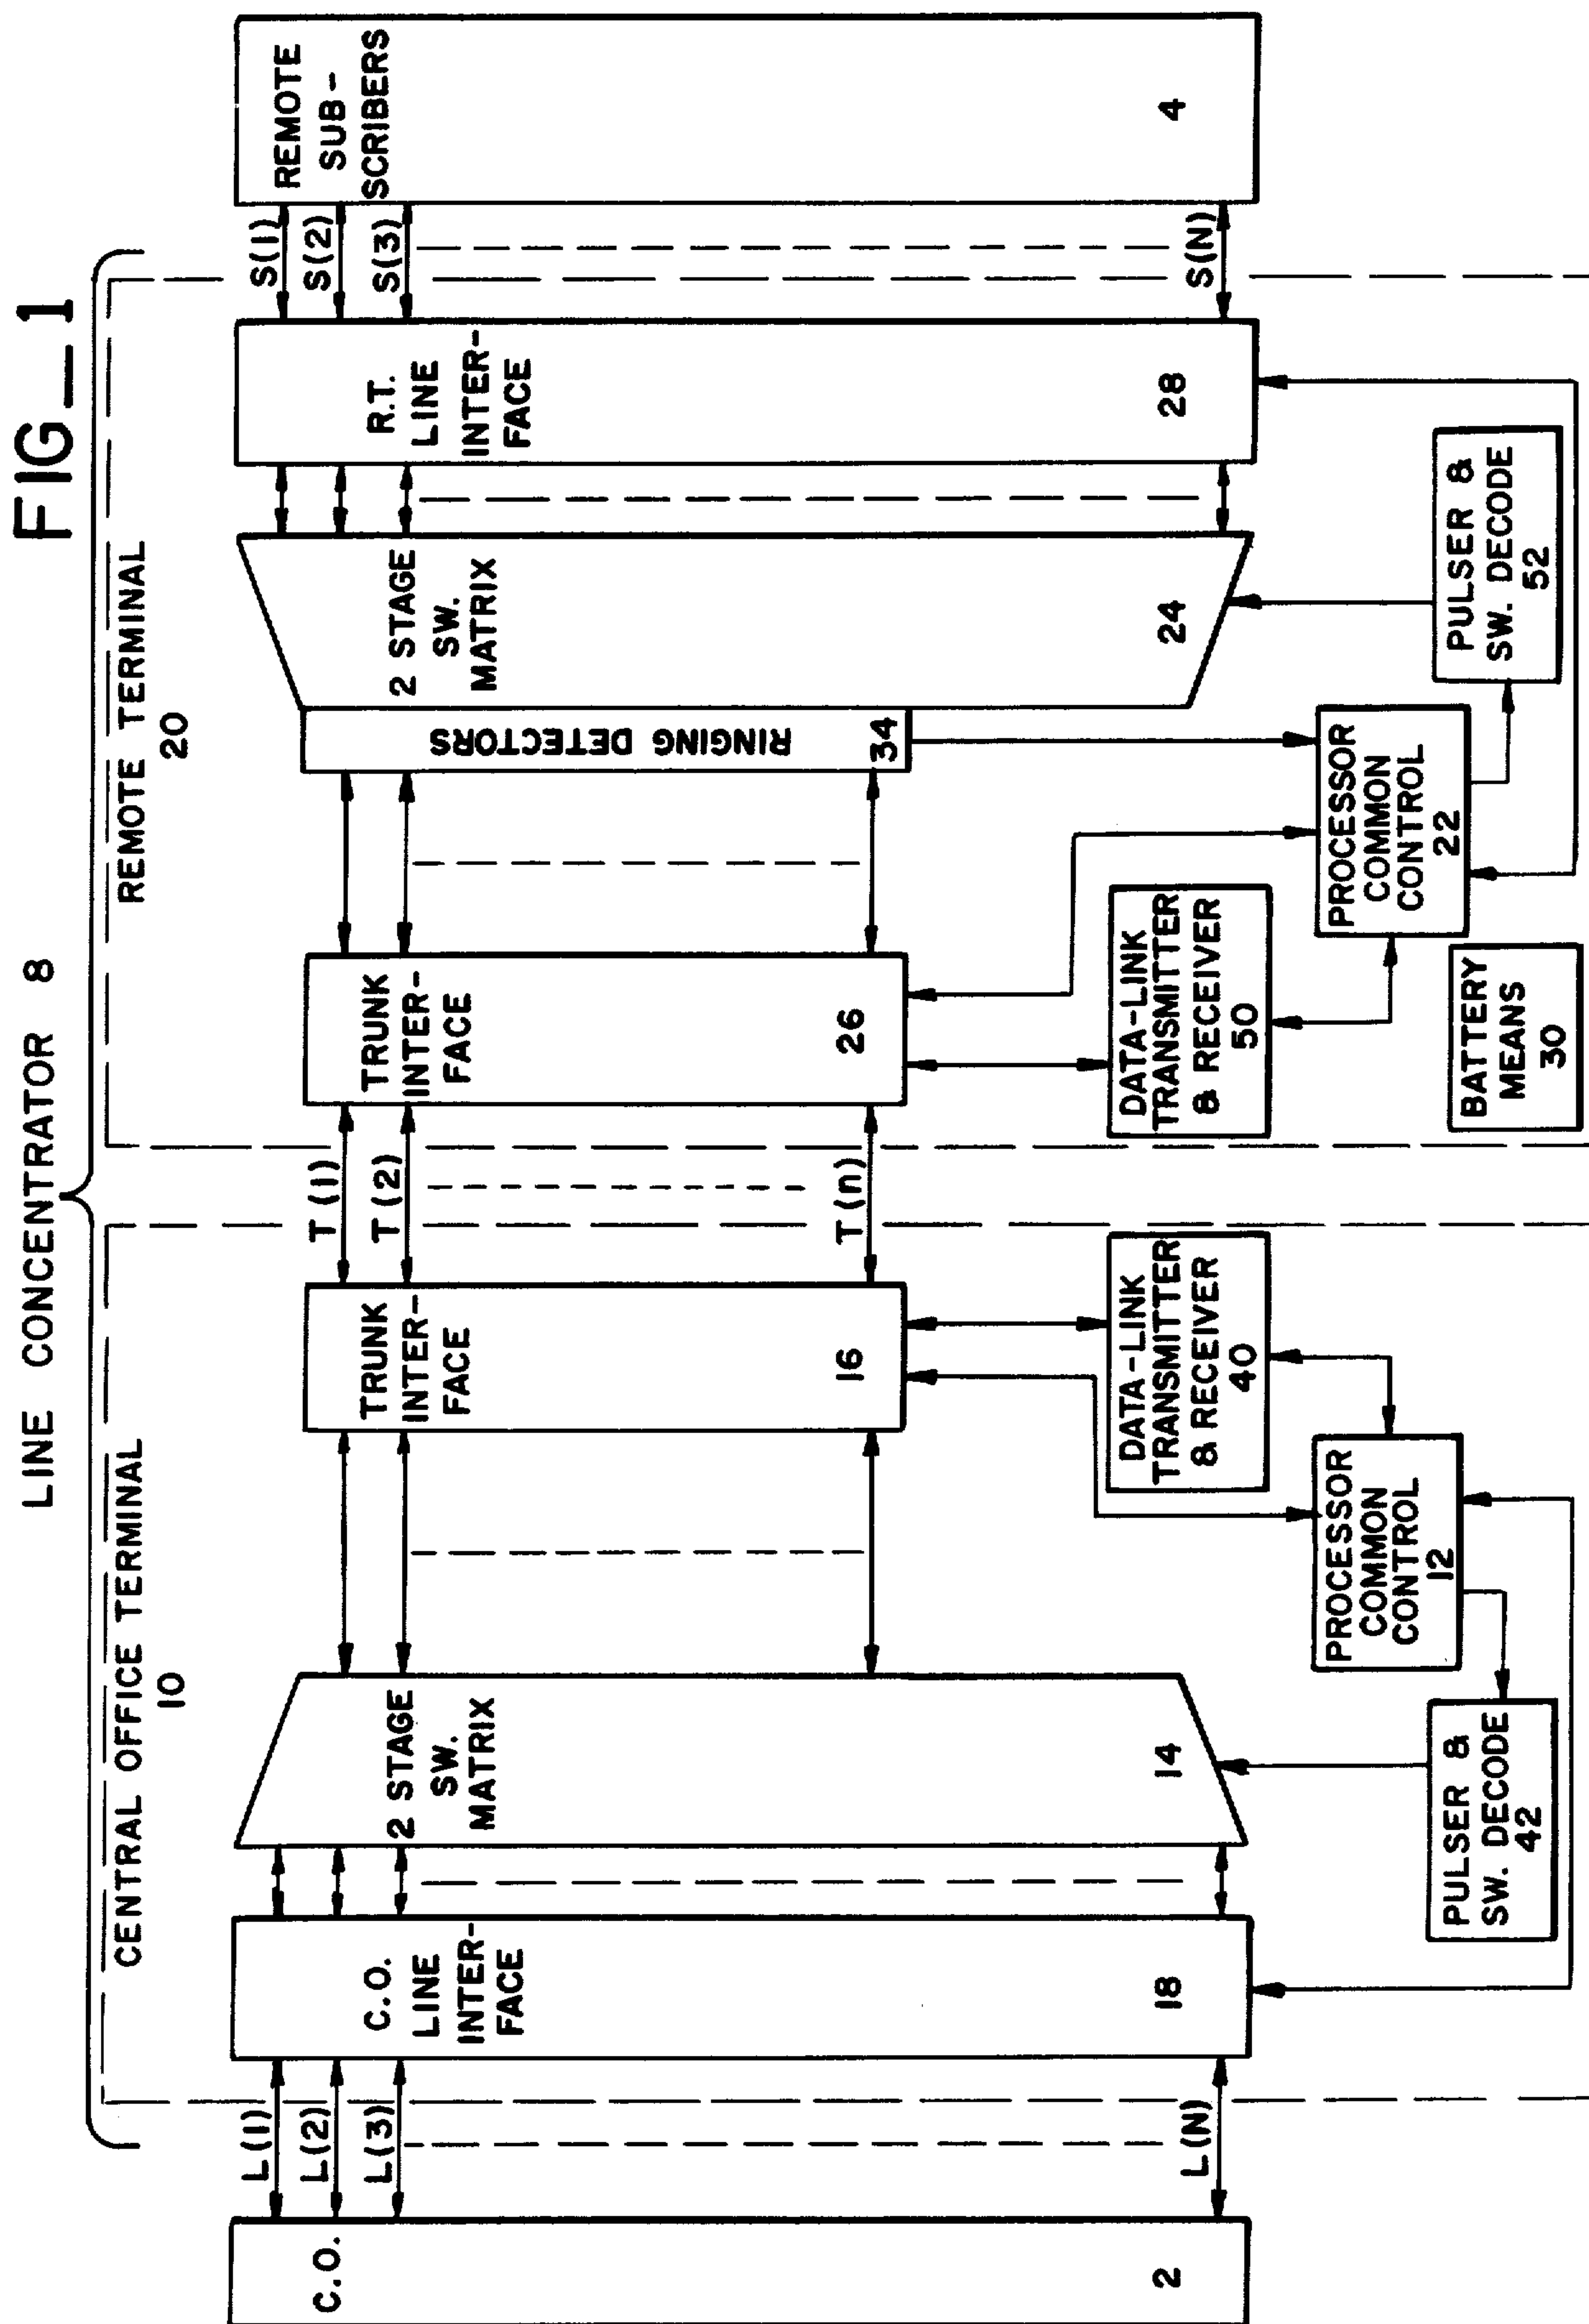 FIG_1
LINE CONCENTRATOR 8
CENTRAL OFFICE TERMINAL
10
REMOTE TERMINAL
20
C.O.
2
L(1)
L(2)
L(3)
L(N)
C.O.
LINE
INTER-
FACE
18
2 STAGE
SW.
MATRIX
14
TRUNK
INTER-
FACE
16
T(1)
T(2)
T(n)
TRUNK
INTER-
FACE
26
RINGING DETECTORS
34
2 STAGE
SW.
MATRIX
24
R.T.
LINE
INTER-
FACE
28
S(1)
S(2)
S(3)
S(N)
REMOTE
SUB-
SCRIBERS
4
PULSER &
SW. DECODE
42
PROCESSOR
COMMON
CONTROL
12
DATA-LINK
TRANSMITTER
& RECEIVER
40
DATA-LINK
TRANSMITTER
& RECEIVER
50
BATTERY
MEANS
30
PROCESSOR
COMMON
CONTROL
22
PULSER &
SW. DECODE
52